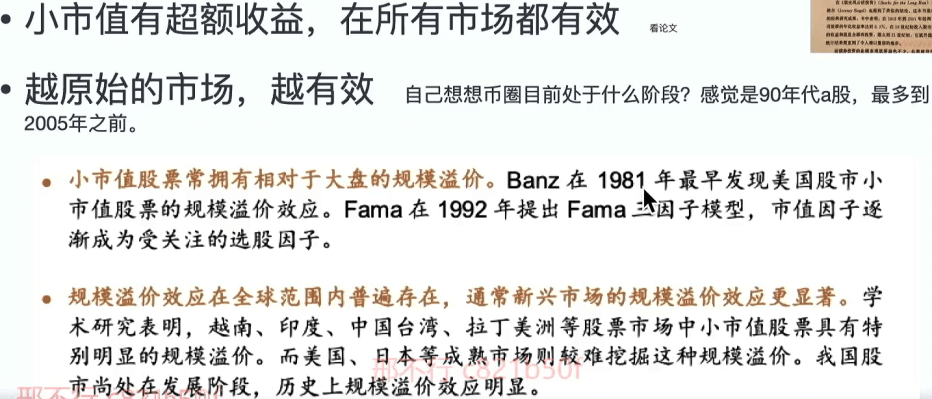 • 小市值有超额收益，在所有市场都有效 看论文
• 越原始的市场，越有效 自己想想币圈目前处于什么阶段？感觉是90年代a股，最多到
2005年之前。
• 小市值股票常拥有相对于大盘的规模溢价。Banz 在 1981 年最早发现美国股市小
市值股票的规模溢价效应。Fama 在 1992 年提出 Fama 三因子模型，市值因子逐
渐成为受关注的选股因子。
• 规模溢价效应在全球范围内普遍存在，通常新兴市场的规模溢价效应更显著。学
术研究表明，越南、印度、中国台湾、拉丁美洲等股票市场中小市值股票具有特
别明显的规模溢价。而美国、日本等成熟市场则较难挖掘这种规模溢价。我国股
市尚处在发展阶段，历史上规模溢价效应明显。
邢不行